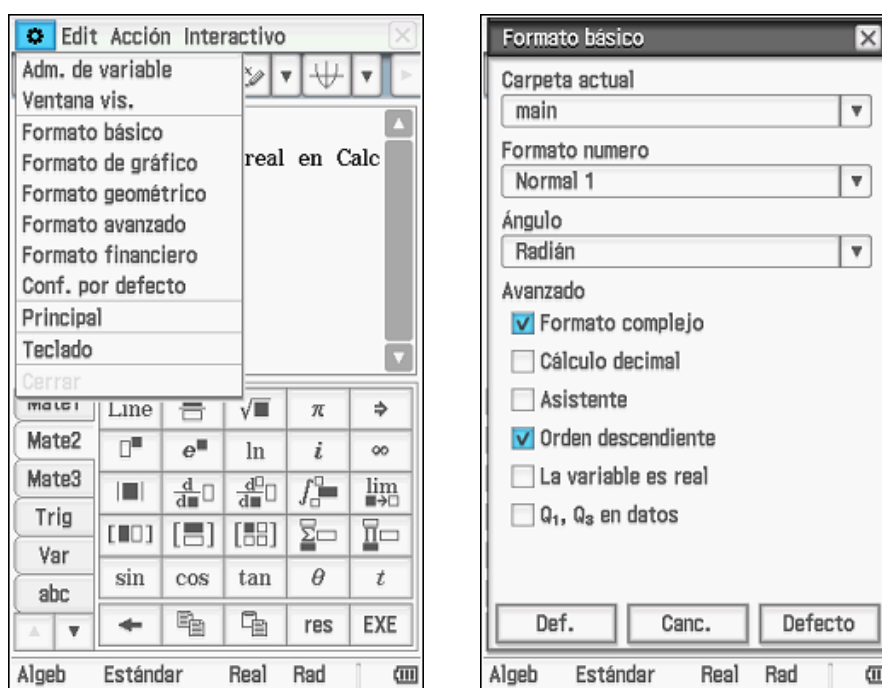 Edit Acción Interactivo
Adm. de variable
Ventana vis.
Formato básico
real en Calc
Formato de gráfico
Formato geométrico
Formato avanzado
Formato financiero
Conf. por defecto
Principal
Teclado
Cerrar
Mate1 Line √ π ⇒
Mate2 e ln i ∞
Mate3 d/d d/d ∫ lim
Trig [ ] [ ] [ ] Σ Π
Var sin cos tan θ t
abc
res EXE
Algeb Estándar Real Rad
Formato básico
Carpeta actual
main
Formato numero
Normal 1
Ángulo
Radián
Avanzado
Formato complejo
Cálculo decimal
Asistente
Orden descendiente
La variable es real
Q₁, Q₃ en datos
Def. Canc. Defecto
Algeb Estándar Real Rad